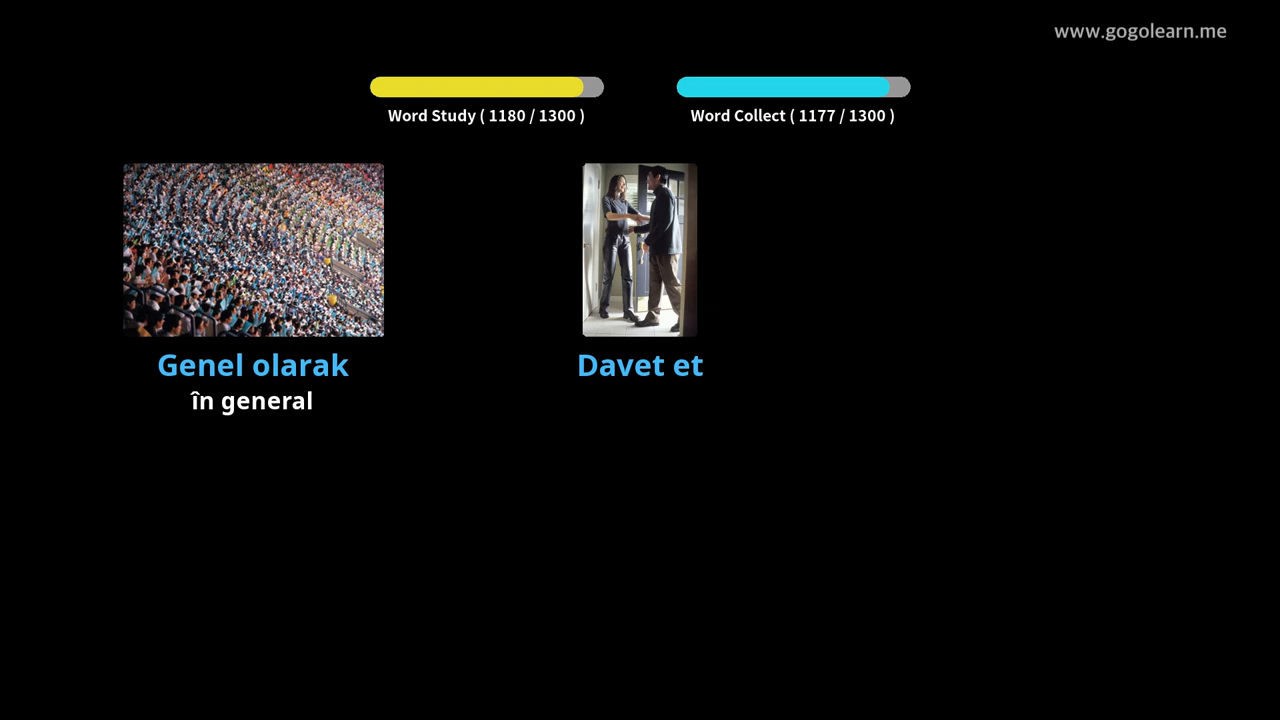 www.gogolearn.me
Word Study ( 1180 / 1300 )
Word Collect ( 1177 / 1300 )
Genel olarak
în general
Davet et